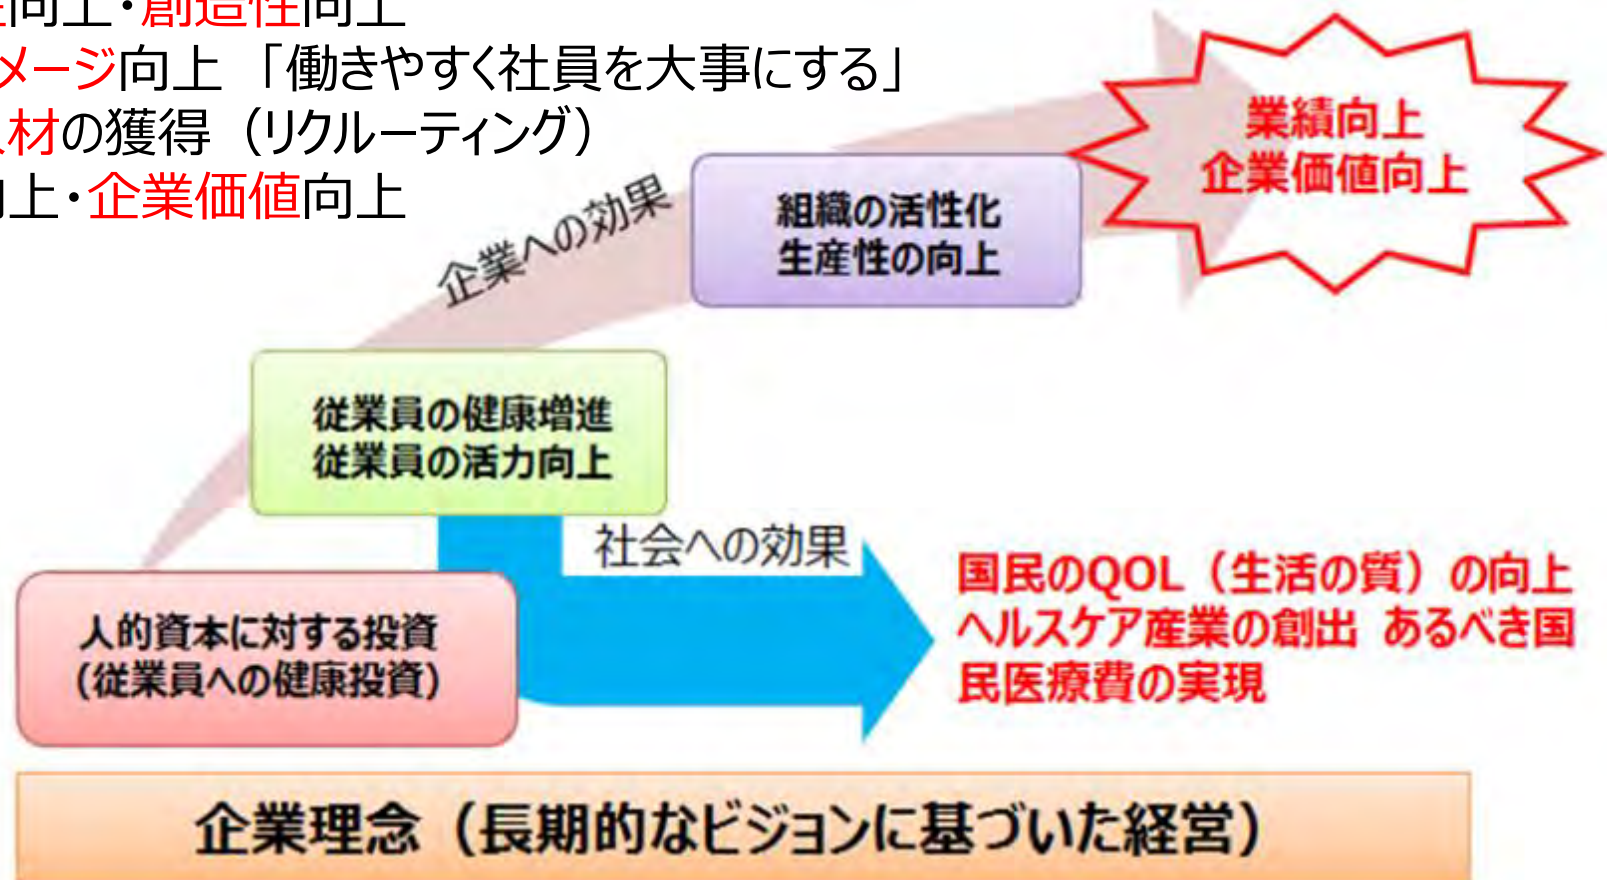 向上・創造性向上
メージ向上 「働きやすく社員を大事にする」
材の獲得（リクルーティング）
上・企業価値向上
業績向上
企業価値向上
企業への効果
組織の活性化
生産性の向上
従業員の健康増進
従業員の活力向上
社会への効果
国民のQOL（生活の質）の向上
ヘルスケア産業の創出 あるべき国
民医療費の実現
人的資本に対する投資
(従業員への健康投資)
企業理念（長期的なビジョンに基づいた経営）